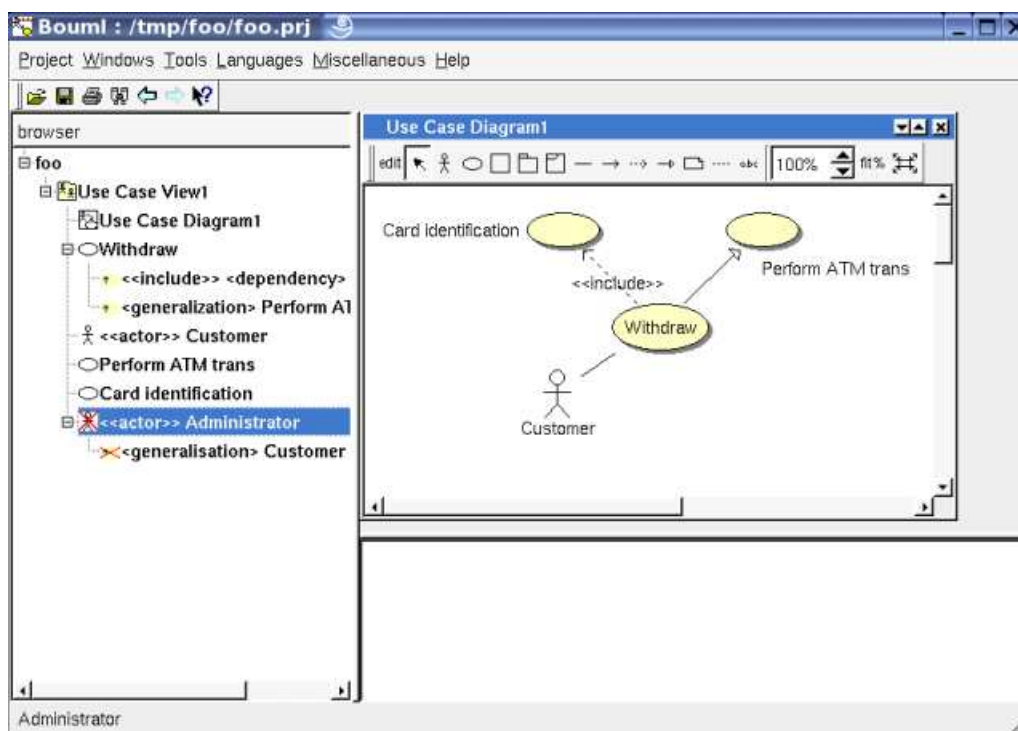 Bouml : /tmp/foo/foo.prj
Project Windows Tools Languages Miscellaneous Help
browser
foo
Use Case View1
Use Case Diagram1
Withdraw
<<include>> <dependency>
<generalization> Perform AT
<<actor>> Customer
Perform ATM trans
Card identification
<<actor>> Administrator
<generalisation> Customer
Use Case Diagram1
edit abc 100% fit%
Card identification
Perform ATM trans
<<include>>
Withdraw
Customer
Administrator